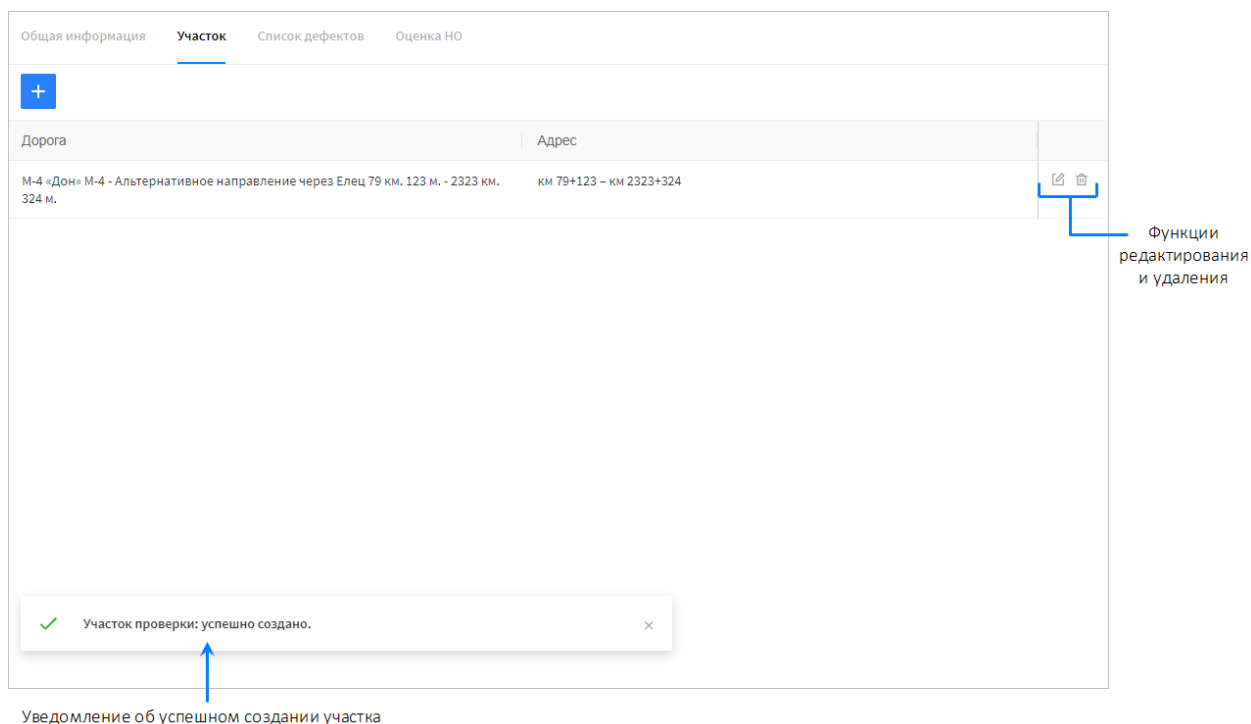 Общая информация Участок Список дефектов Оценка НО
Дорога Адрес
М-4 «Дон» М-4 - Альтернативное направление через Елец 79 км. 123 м. - 2323 км. км 79+123 – км 2323+324
324 м.
Функции
редактирования
и удаления
Участок проверки: успешно создано.
Уведомление об успешном создании участка